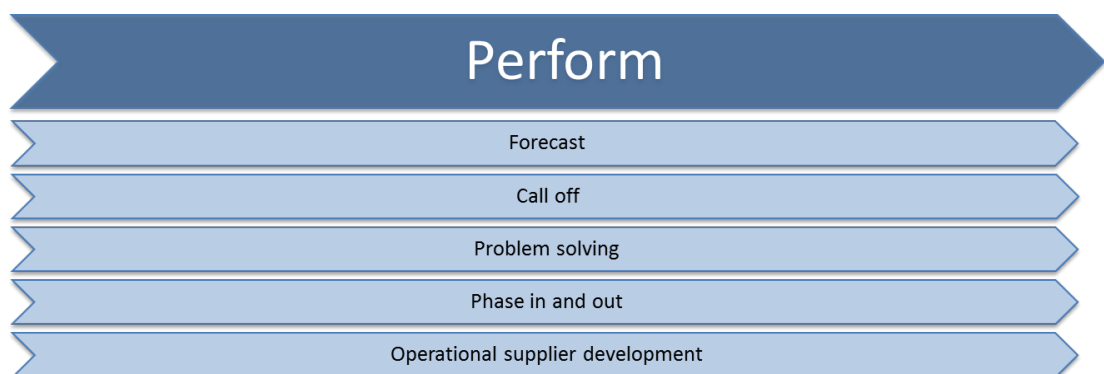 Perform
Forecast
Call off
Problem solving
Phase in and out
Operational supplier development